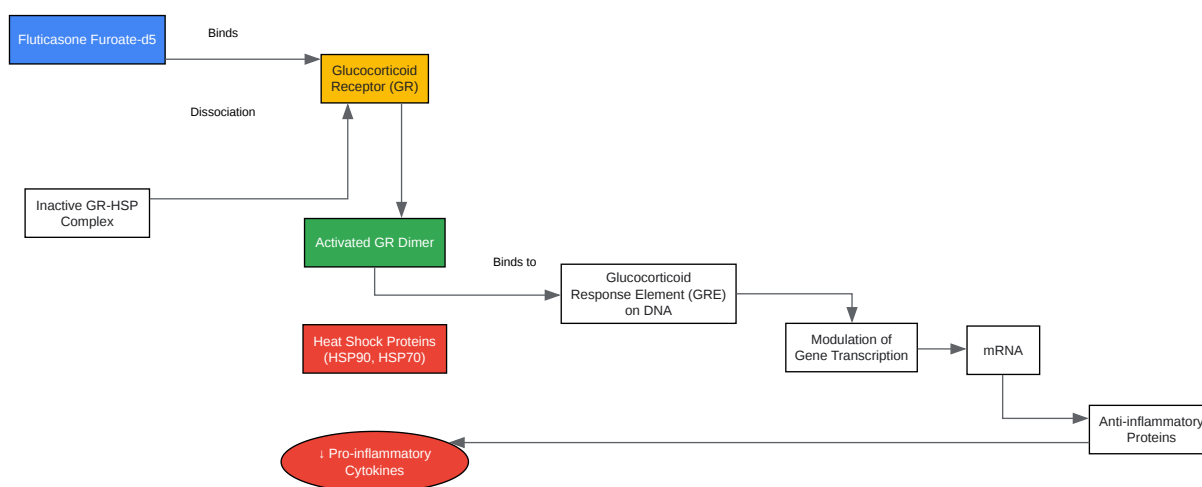 Fluticasone Furoate-d5
Binds
Glucocorticoid
Receptor (GR)
Dissociation
Inactive GR-HSP
Complex
Activated GR Dimer
Binds to
Glucocorticoid
Response Element (GRE)
on DNA
Heat Shock Proteins
(HSP90, HSP70)
Modulation of
Gene Transcription
mRNA
Anti-inflammatory
Proteins
↓ Pro-inflammatory
Cytokines